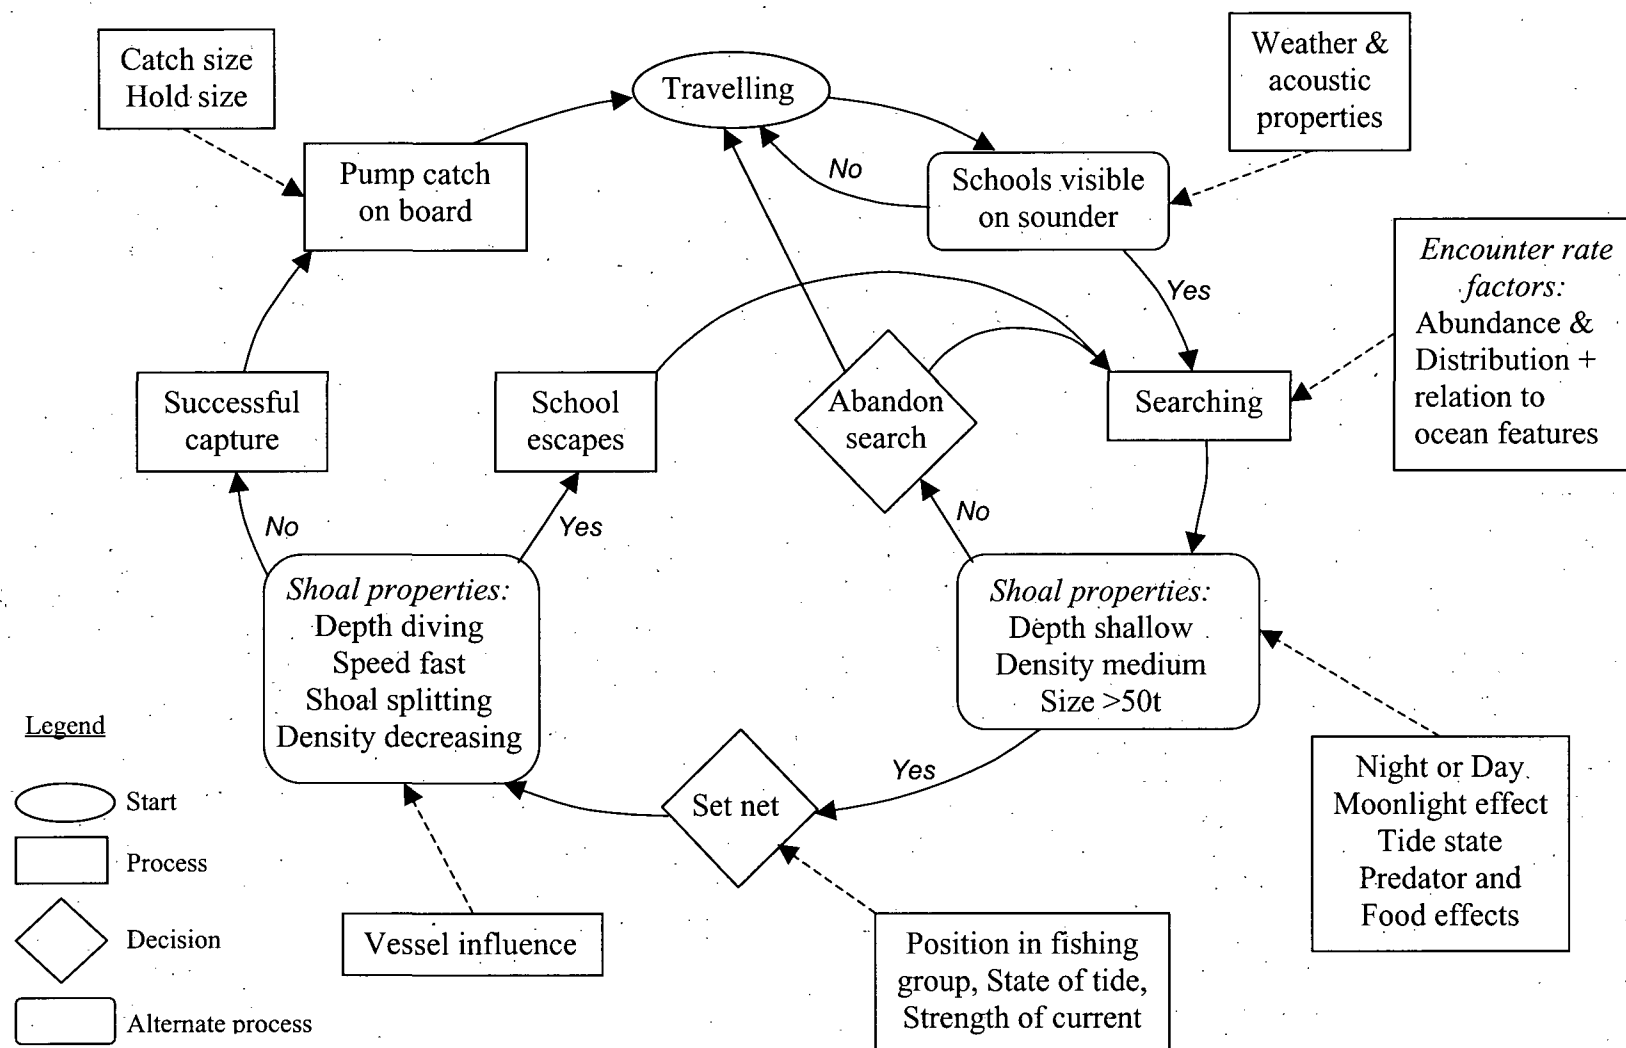 Catch size
Hold size
Travelling
Weather &
acoustic
properties
Pump catch
on board
No
Schools visible
on sounder
Yes
Encounter rate
factors:
Abundance &
Distribution +
relation to
ocean features
Successful
capture
School
escapes
Abandon
search
Searching
No
Yes
No
Shoal properties:
Depth diving
Speed fast
Shoal splitting
Density decreasing
Shoal properties:
Depth shallow
Density medium
Size >50t
Yes
Set net
Night or Day
Moonlight effect
Tide state
Predator and
Food effects
Vessel influence
Position in fishing
group, State of tide,
Strength of current
Legend
Start
Process
Decision
Alternate process